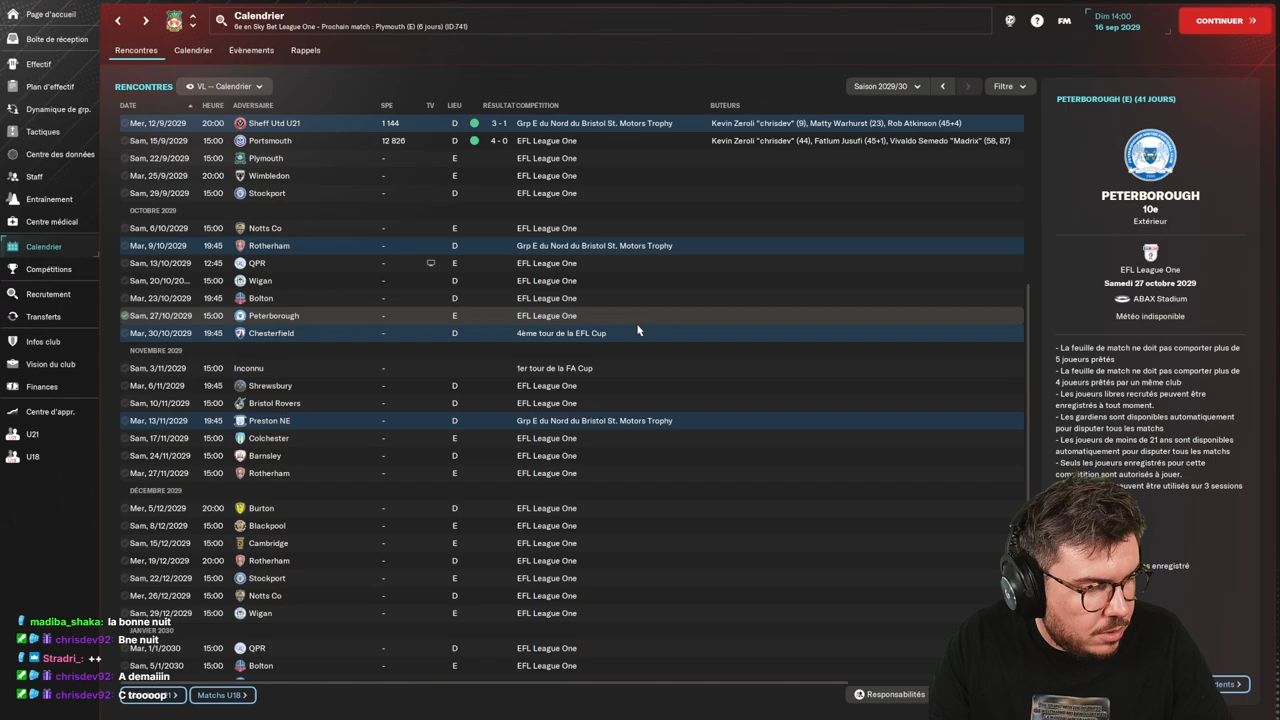 Page d'accueil
Boîte de réception
Effectif
Plan d'effectif
Dynamique de grp.
Tactiques
Centre des données
Staff
Entraînement
Centre médical
Calendrier
Compétitions
Recrutement
Transferts
Infos club
Vision du club
Finances
Centre d'appr.
U21
U18
Calendrier
6e en Sky Bet League One - Prochain match : Plymouth (E) (6 jours) (ID:741)
FM
Dim 14:00
16 sep 2029
CONTINUER
Rencontres Calendrier Évènements Rappels
RENCONTRES VL -- Calendrier Saison 2029/30 Filtre
DATE HEURE ADVERSAIRE SPE TV LIEU RÉSULTAT COMPÉTITION BUTEURS
Mer, 12/9/2029 20:00 Sheff Utd U21 1 144 D 3 - 1 Grp E du Nord du Bristol St. Motors Trophy Kevin Zeroli "chrisdev" (9), Matty Warhurst (23), Rob Atkinson (45+4)
Sam, 15/9/2029 15:00 Portsmouth 12 826 D 4 - 0 EFL League One Kevin Zeroli "chrisdev" (44), Fatlum Jusufi (45+1), Vivaldo Semedo "Madrix" (58, 87)
Sam, 22/9/2029 15:00 Plymouth - E - EFL League One
Mar, 25/9/2029 20:00 Wimbledon - E - EFL League One
Sam, 29/9/2029 15:00 Stockport - D - EFL League One
OCTOBRE 2029
Sam, 6/10/2029 15:00 Notts Co - E - EFL League One
Mar, 9/10/2029 19:45 Rotherham - D - Grp E du Nord du Bristol St. Motors Trophy
Sam, 13/10/2029 12:45 QPR - E - EFL League One
Sam, 20/10/20... 15:00 Wigan - D - EFL League One
Mar, 23/10/2029 19:45 Bolton - D - EFL League One
Sam, 27/10/2029 15:00 Peterborough - E - EFL League One
Mar, 30/10/2029 19:45 Chesterfield - D - 4ème tour de la EFL Cup
NOVEMBRE 2029
Sam, 3/11/2029 15:00 Inconnu - - 1er tour de la FA Cup
Mar, 6/11/2029 19:45 Shrewsbury - D - EFL League One
Sam, 10/11/2029 15:00 Bristol Rovers - D - EFL League One
Mar, 13/11/2029 19:45 Preston NE - D - Grp E du Nord du Bristol St. Motors Trophy
Sam, 17/11/2029 15:00 Colchester - D - EFL League One
Sam, 24/11/2029 15:00 Barnsley - D - EFL League One
Mar, 27/11/2029 15:00 Rotherham - E - EFL League One
DÉCEMBRE 2029
Mer, 5/12/2029 20:00 Burton - D - EFL League One
Sam, 8/12/2029 15:00 Blackpool - E - EFL League One
Sam, 15/12/2029 15:00 Cambridge - E - EFL League One
Mer, 19/12/2029 20:00 Rotherham - D - EFL League One
Sam, 22/12/2029 15:00 Stockport - E - EFL League One
Mer, 26/12/2029 15:00 Notts Co - D - EFL League One
Sam, 29/12/2029 15:00 Wigan - E - EFL League One
JANVIER 2030
Mar, 1/1/2030 15:00 QPR - D - EFL League One
Sam, 5/1/2030 15:00 Bolton - E - EFL League One
Matchs U18
Responsabilités
PETERBOROUGH (E) (41 JOURS)
PETERBOROUGH
10e
Extérieur
EFL League One
Samedi 27 octobre 2029
ABAX Stadium
Météo indisponible
- La feuille de match ne doit pas comporter plus de
5 joueurs prêtés
- La feuille de match ne doit pas comporter plus de
4 joueurs prêtés par un même club
- Les joueurs libres recrutés peuvent être
enregistrés à tout moment.
- Les gardiens sont disponibles automatiquement
pour disputer tous les matchs
- Les joueurs de moins de 21 ans sont disponibles
automatiquement pour disputer tous les matchs
- Seuls les joueurs enregistrés pour cette
compétition sont autorisés à jouer.
être utilisés sur 3 sessions
enregistré
madiba_shaka: la bonne nuit
chrisdev92: Bne nuit
Stradri_: ++
chrisdev92: A demaiiin
chrisdev92: C troooop